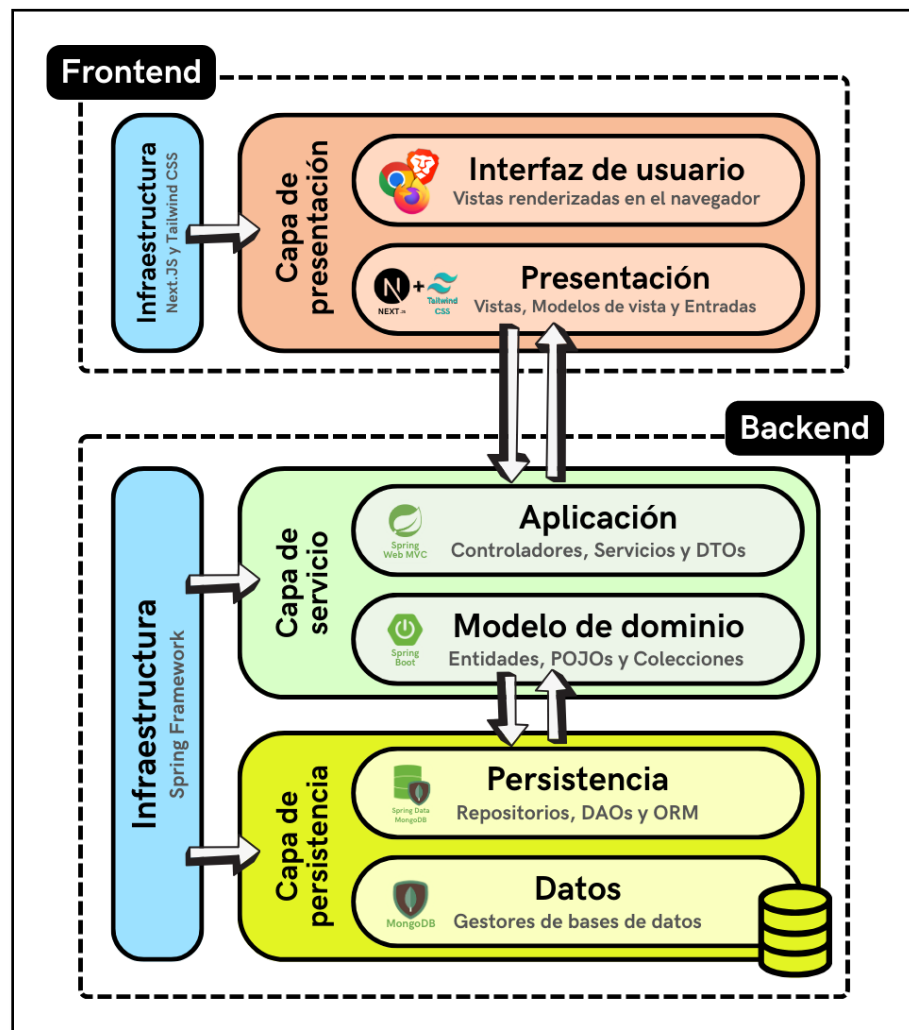 Frontend
Infraestructura
Next.JS y Tailwind CSS
Capa de
presentación
Interfaz de usuario
Vistas renderizadas en el navegador
N
NEXT.JS
+
Tailwind
CSS
Presentación
Vistas, Modelos de vista y Entradas
Backend
Infraestructura
Spring Framework
Capa de
servicio
Spring
Web MVC
Aplicación
Controladores, Servicios y DTOs
Spring
Boot
Modelo de dominio
Entidades, POJOs y Colecciones
Capa de
persistencia
Spring Data
MongoDB
Persistencia
Repositorios, DAOs y ORM
MongoDB
Datos
Gestores de bases de datos